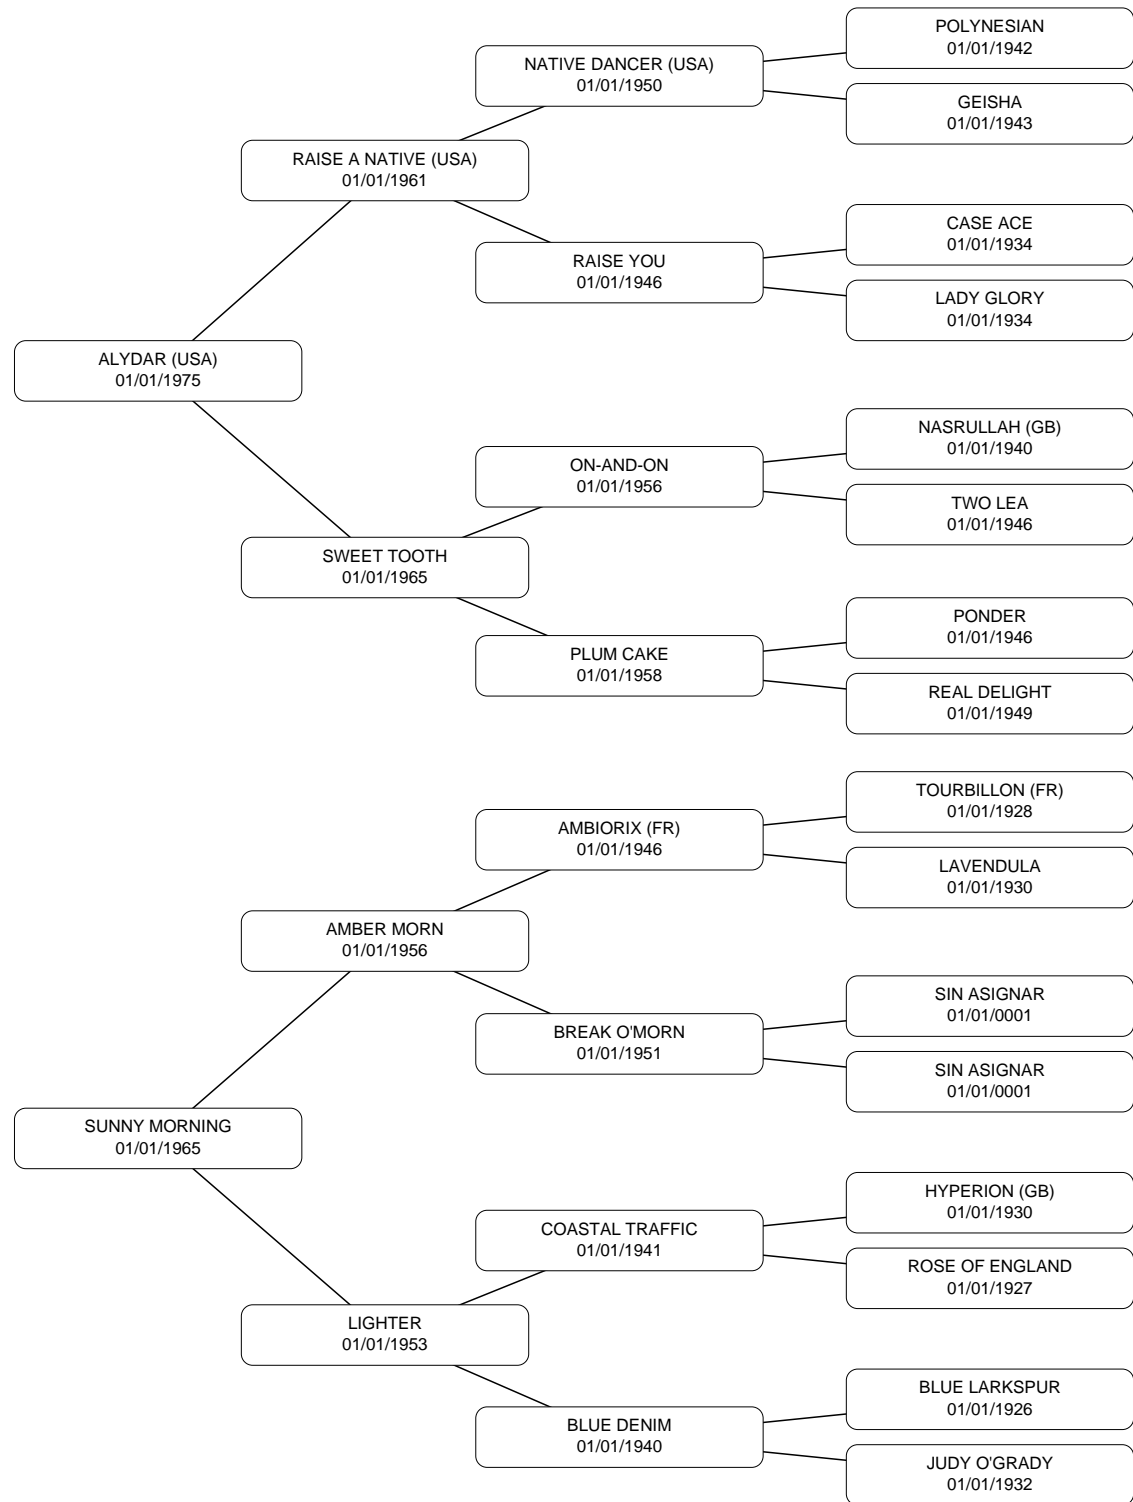 POLYNESIAN
01/01/1942
NATIVE DANCER (USA)
01/01/1950
GEISHA
01/01/1943
RAISE A NATIVE (USA)
01/01/1961
CASE ACE
01/01/1934
RAISE YOU
01/01/1946
LADY GLORY
01/01/1934
ALYDAR (USA)
01/01/1975
NASRULLAH (GB)
01/01/1940
ON-AND-ON
01/01/1956
TWO LEA
01/01/1946
SWEET TOOTH
01/01/1965
PONDER
01/01/1946
PLUM CAKE
01/01/1958
REAL DELIGHT
01/01/1949
TOURBILLON (FR)
01/01/1928
AMBIORIX (FR)
01/01/1946
LAVENDULA
01/01/1930
AMBER MORN
01/01/1956
SIN ASIGNAR
01/01/0001
BREAK O'MORN
01/01/1951
SIN ASIGNAR
01/01/0001
SUNNY MORNING
01/01/1965
HYPERION (GB)
01/01/1930
COASTAL TRAFFIC
01/01/1941
ROSE OF ENGLAND
01/01/1927
LIGHTER
01/01/1953
BLUE LARKSPUR
01/01/1926
BLUE DENIM
01/01/1940
JUDY O'GRADY
01/01/1932